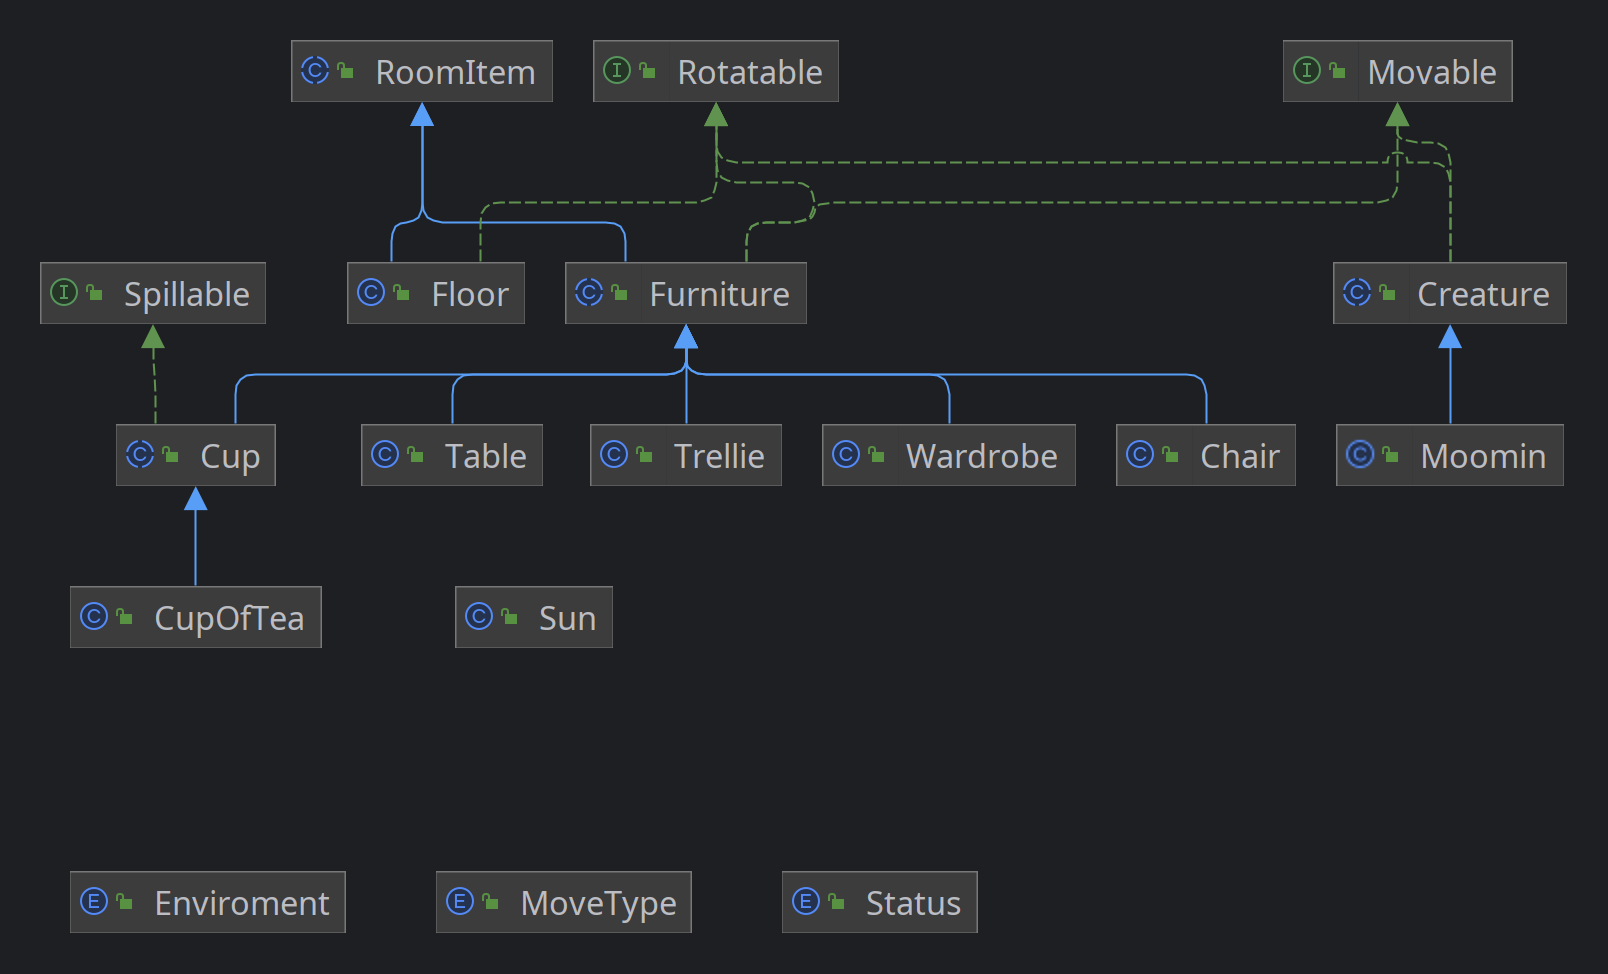 RoomItem
Rotatable
Movable
Spillable
Floor
Furniture
Creature
Cup
Table
Trellie
Wardrobe
Chair
Moomin
CupOfTea
Sun
Enviroment
MoveType
Status